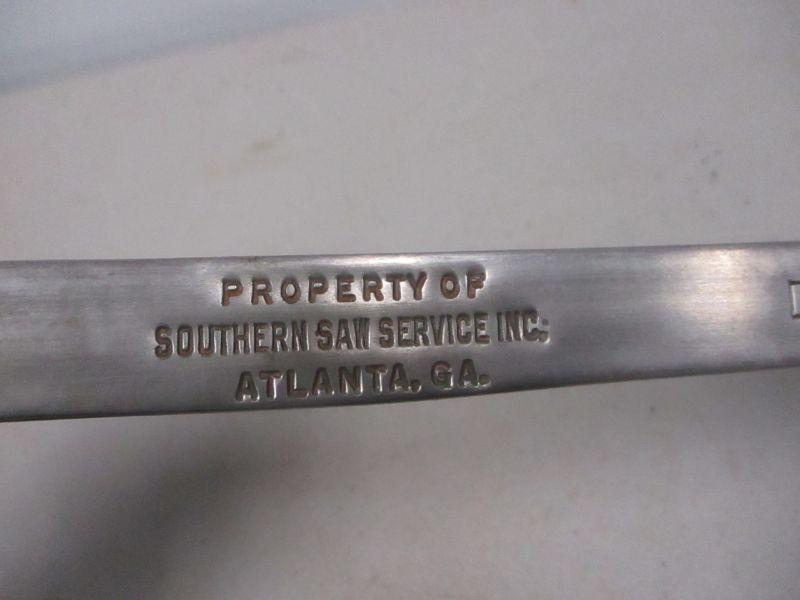 PROPERTY OF
SOUTHERN SAW SERVICE INC.
ATLANTA, GA.